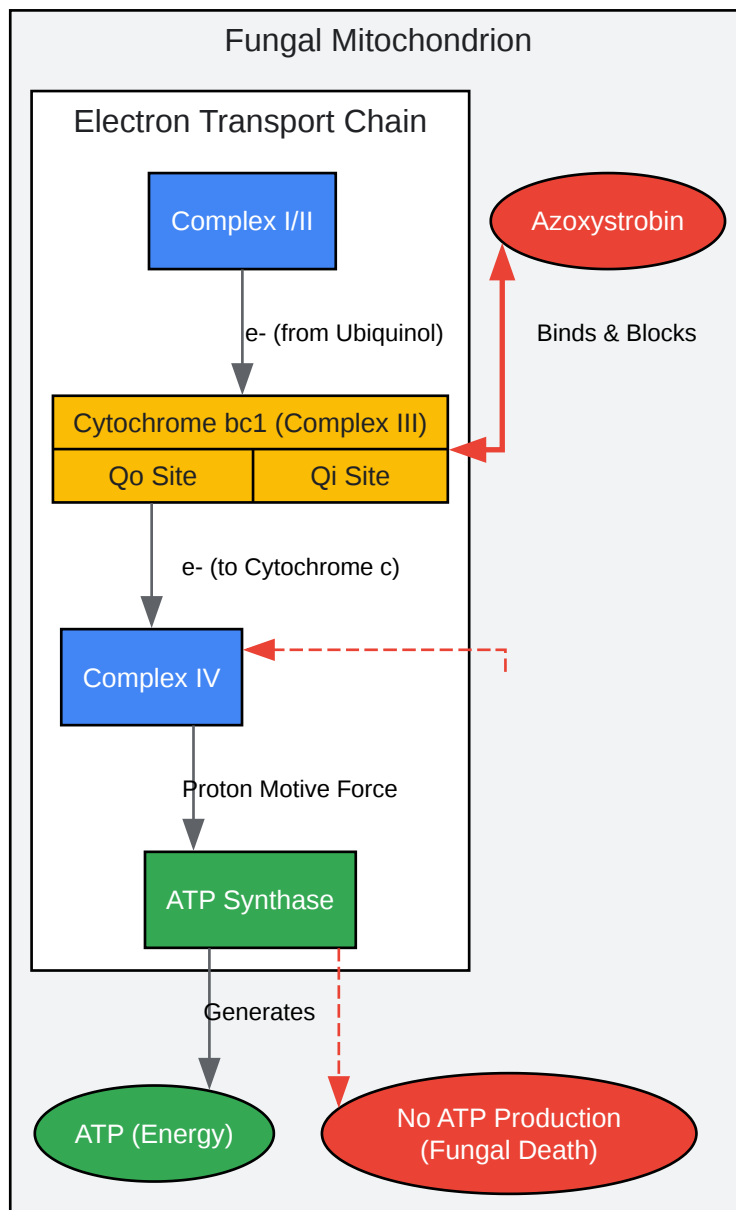 Fungal Mitochondrion
Electron Transport Chain
Complex I/II
Azoxystrobin
e- (from Ubiquinol)
Binds & Blocks
Cytochrome bc1 (Complex III)
Qo Site
Qi Site
e- (to Cytochrome c)
Complex IV
Proton Motive Force
ATP Synthase
Generates
ATP (Energy)
No ATP Production
(Fungal Death)